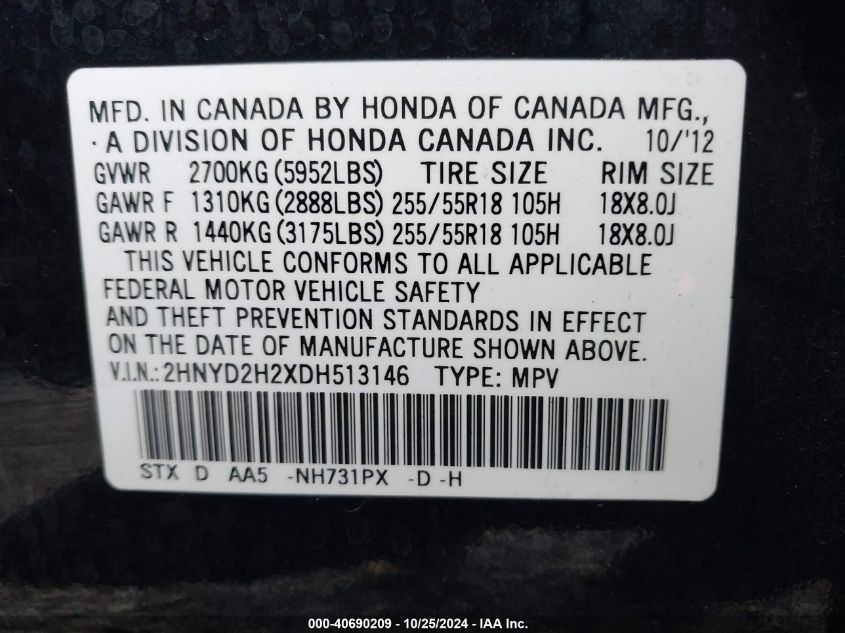 MFD. IN CANADA BY HONDA OF CANADA MFG.,
·A DIVISION OF HONDA CANADA INC. 10/'12
GVWR 2700KG (5952LBS) TIRE SIZE RIM SIZE
GAWR F 1310KG (2888LBS) 255/55R18 105H 18X8.0J
GAWR R 1440KG (3175LBS) 255/55R18 105H 18X8.0J
THIS VEHICLE CONFORMS TO ALL APPLICABLE
FEDERAL MOTOR VEHICLE SAFETY
AND THEFT PREVENTION STANDARDS IN EFFECT
ON THE DATE OF MANUFACTURE SHOWN ABOVE.
V.I.N.: 2HNYD2H2XDH513146 TYPE: MPV
STX D AA5 -NH731PX -D -H
000-40690209 - 10/25/2024 - IAA Inc.